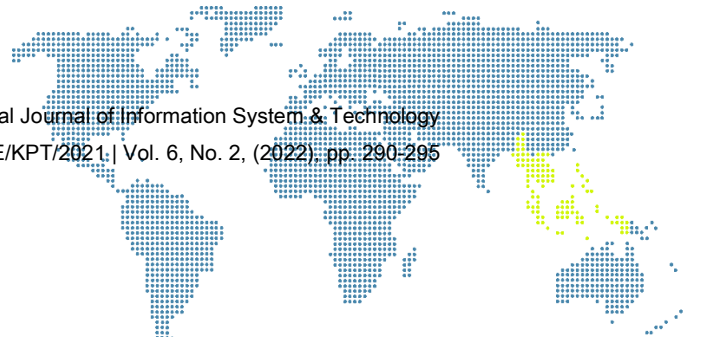 al Journal of Information System & Technology
E/KPT/2021 | Vol. 6, No. 2, (2022), pp. 290-295